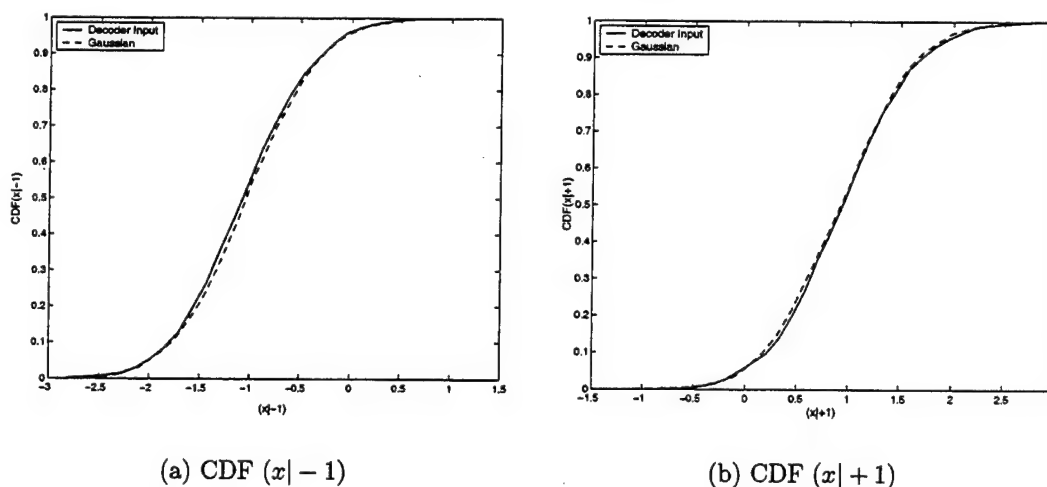 1
0.9
0.8
0.7
0.6
0.5
0.4
0.3
0.2
0.1
0
Decoder Input
Gaussian
CDF(x|−1)
−3 −2.5 −2 −1.5 −1 −0.5 0 0.5 1 1.5
(x|−1)
(a) CDF (x| − 1)
1
0.9
0.8
0.7
0.6
0.5
0.4
0.3
0.2
0.1
0
Decoder Input
Gaussian
CDF(x|+1)
−1.5 −1 −0.5 0 0.5 1 1.5 2 2.5
(x|+1)
(b) CDF (x| + 1)